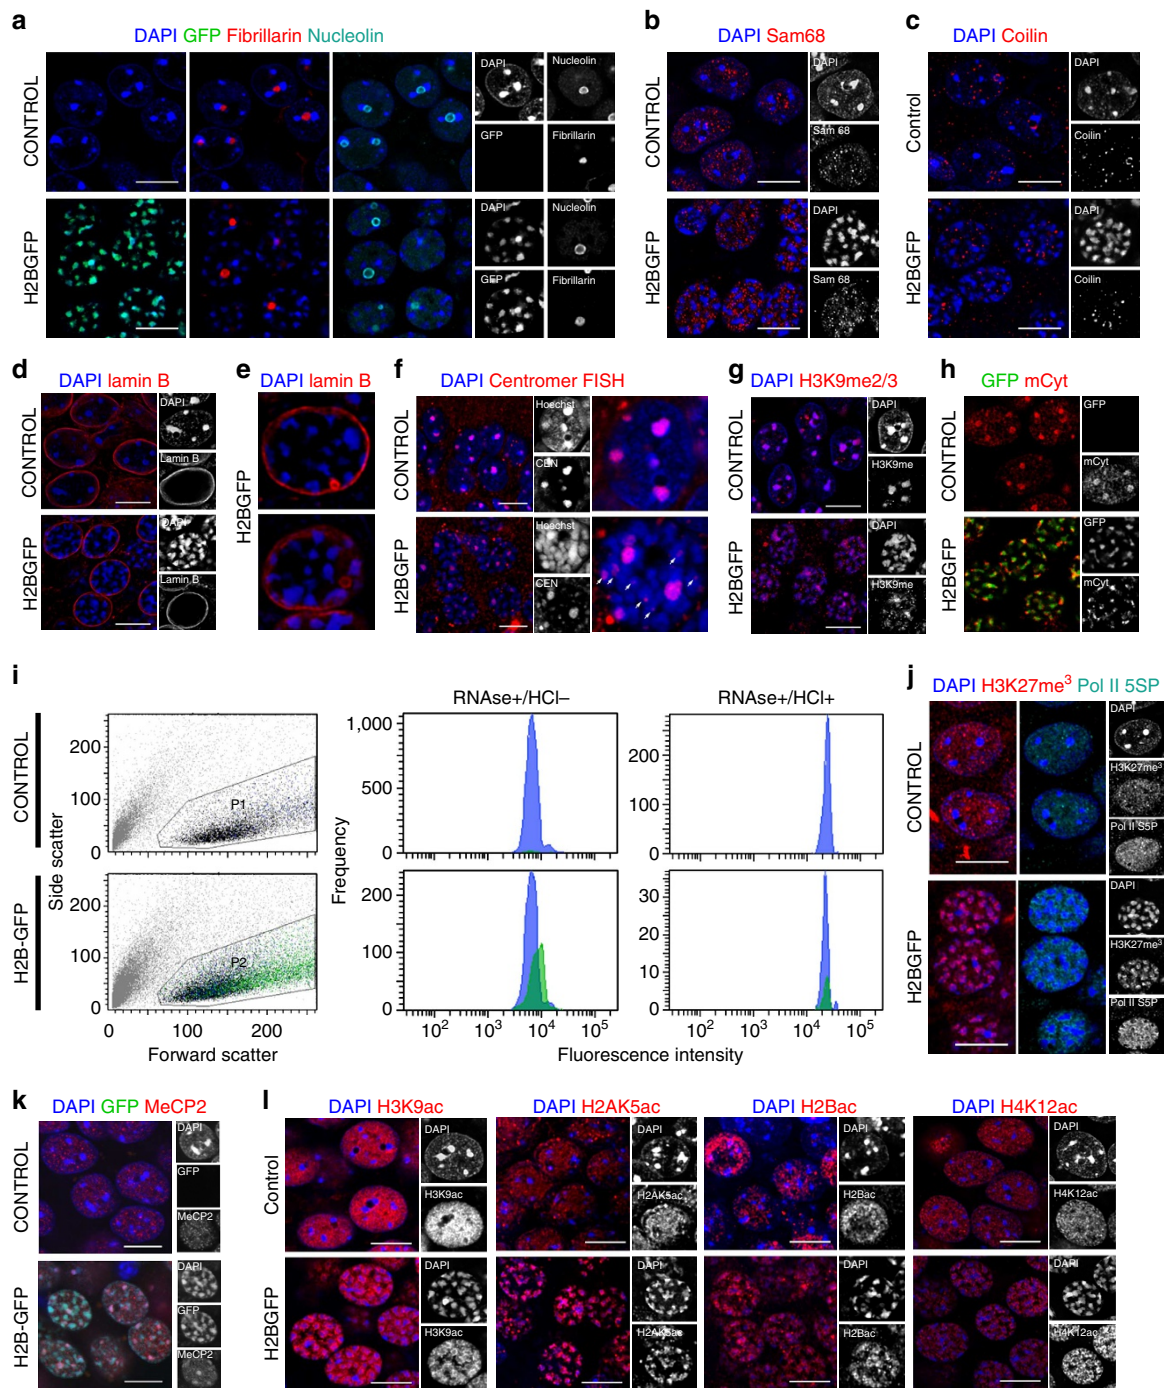 a
DAPI GFP Fibrillarin Nucleolin
CONTROL
DAPI
Nucleolin
GFP
Fibrillarin
H2BGFP
DAPI
Nucleolin
GFP
Fibrillarin
b
DAPI Sam68
CONTROL
DAPI
Sam 68
H2BGFP
DAPI
Sam 68
c
DAPI Coilin
Control
DAPI
Coilin
H2BGFP
DAPI
Coilin
d
DAPI lamin B
CONTROL
DAPI
Lamin B
H2BGFP
DAPI
Lamin B
e
DAPI lamin B
H2BGFP
f
DAPI Centromer FISH
CONTROL
Hoechst
CEN
H2BGFP
Hoechst
CEN
g
DAPI H3K9me2/3
CONTROL
DAPI
H3K9me
H2BGFP
DAPI
H3K9me
h
GFP mCyt
CONTROL
GFP
mCyt
H2BGFP
GFP
mCyt
i
RNAse+/HCl–
RNAse+/HCl+
CONTROL
H2B-GFP
Side scatter
200
100
0
P1
200
100
0
P2
0 100 200
Forward scatter
Frequency
1,000
500
0
200
100
0
10² 10³ 10⁴ 10⁵
200
100
0
30
20
10
0
10² 10³ 10⁴ 10⁵
Fluorescence intensity
j
DAPI H3K27me³ Pol II 5SP
CONTROL
DAPI
H3K27me³
Pol II S5P
H2BGFP
DAPI
H3K27me³
Pol II S5P
k
DAPI GFP MeCP2
CONTROL
DAPI
GFP
MeCP2
H2B-GFP
DAPI
GFP
MeCP2
l
DAPI H3K9ac
DAPI H2AK5ac
DAPI H2Bac
DAPI H4K12ac
Control
DAPI
H3K9ac
DAPI
H2AK5ac
DAPI
H2Bac
DAPI
H4K12ac
H2BGFP
DAPI
H3K9ac
DAPI
H2AK5ac
DAPI
H2Bac
DAPI
H4K12ac